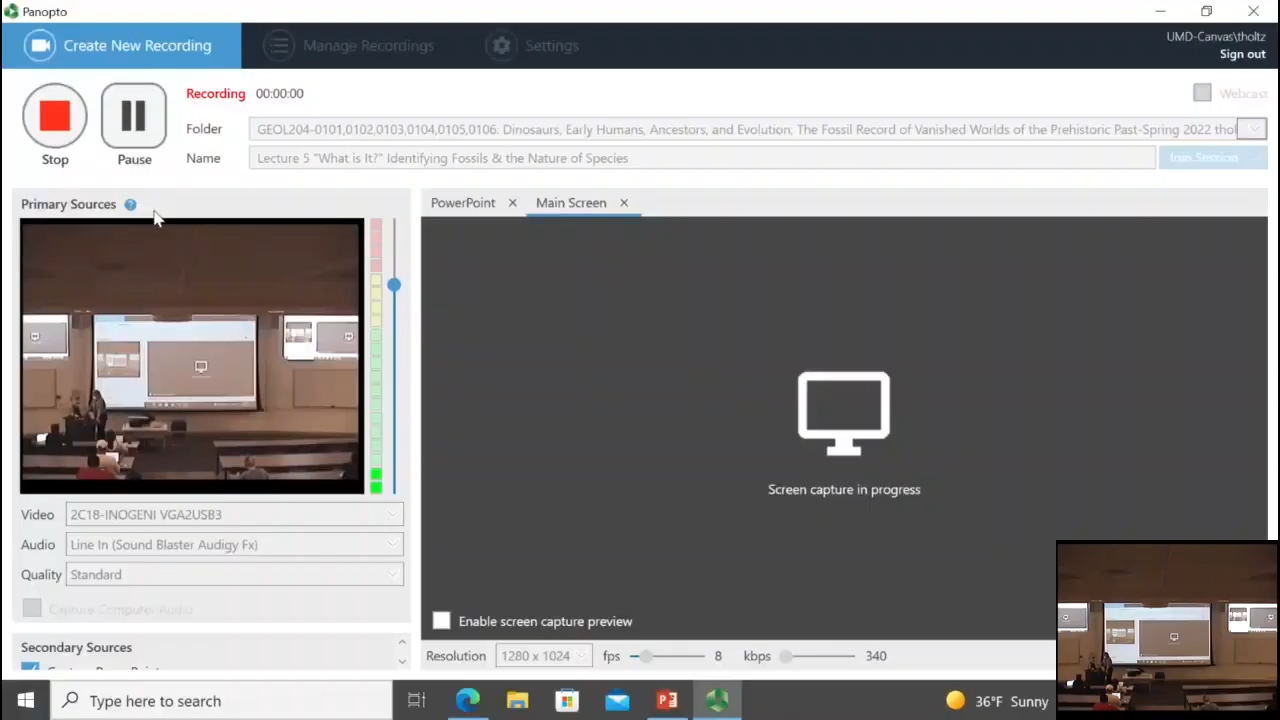 Panopto
Create New Recording
Manage Recordings
Settings
UMD-Canvas\tholtz
Sign out
Recording 00:00:00
Webcast
Folder
GEOL204-0101,0102,0103,0104,0105,0106: Dinosaurs, Early Humans, Ancestors, and Evolution: The Fossil Record of Vanished Worlds of the Prehistoric Past-Spring 2022 thol
Stop
Pause
Name
Lecture 5 "What is It?" Identifying Fossils & the Nature of Species
Join Session
Primary Sources ?
PowerPoint
Main Screen
Screen capture in progress
Video 2C18-INOGENI VGA2USB3
Audio Line In (Sound Blaster Audigy Fx)
Quality Standard
Capture Computer Audio
Enable screen capture preview
Secondary Sources
Resolution 1280 x 1024 fps 8 kbps 340
Type here to search
36°F Sunny